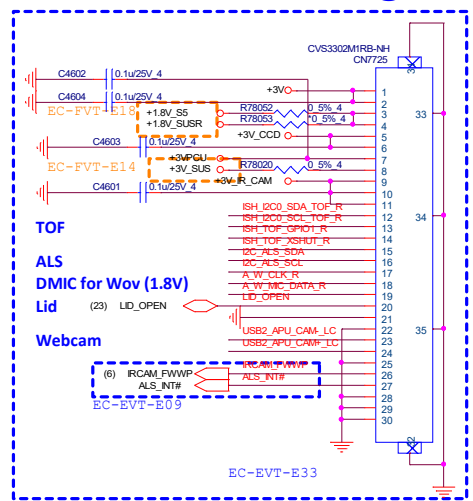 CVS3302M1RB-NH
CN7725
C4602 0.1u/25V_4
+3V
C4604 0.1u/25V_4
EC-FVT-E18
+1.8V_S5
+1.8V_SUSR
R78052 0_5%_4
R78053 *0_5%_4
+3V_CCD
C4603 0.1u/25V_4
EC-FVT-E14
+3VPCU
+3V_SUS
R78020 0_5%_4
+3V_IR_CAM
C4601 0.1u/25V_4
ISH_I2C0_SDA_TOF_R
ISH_I2C0_SCL_TOF_R
TOF
ISH_TOF_GPIO1_R
ISH_TOF_XSHUT_R
I2C_ALS_SDA
ALS
I2C_ALS_SCL
A_W_CLK_R
DMIC for Wov (1.8V)
A_W_MIC_DATA_R
LID_OPEN
Lid
(23) LID_OPEN
Webcam
USB2_APU_CAM-_LC
USB2_APU_CAM+_LC
IRCAM_FWWP
(6) IRCAM_FWWP
ALS_INT#
ALS_INT#
EC-EVT-E09
EC-EVT-E33
1
2
3
4
5
6
7
8
9
10
11
12
13
14
15
16
17
18
19
20
21
22
23
24
25
26
27
28
29
30
33
34
35